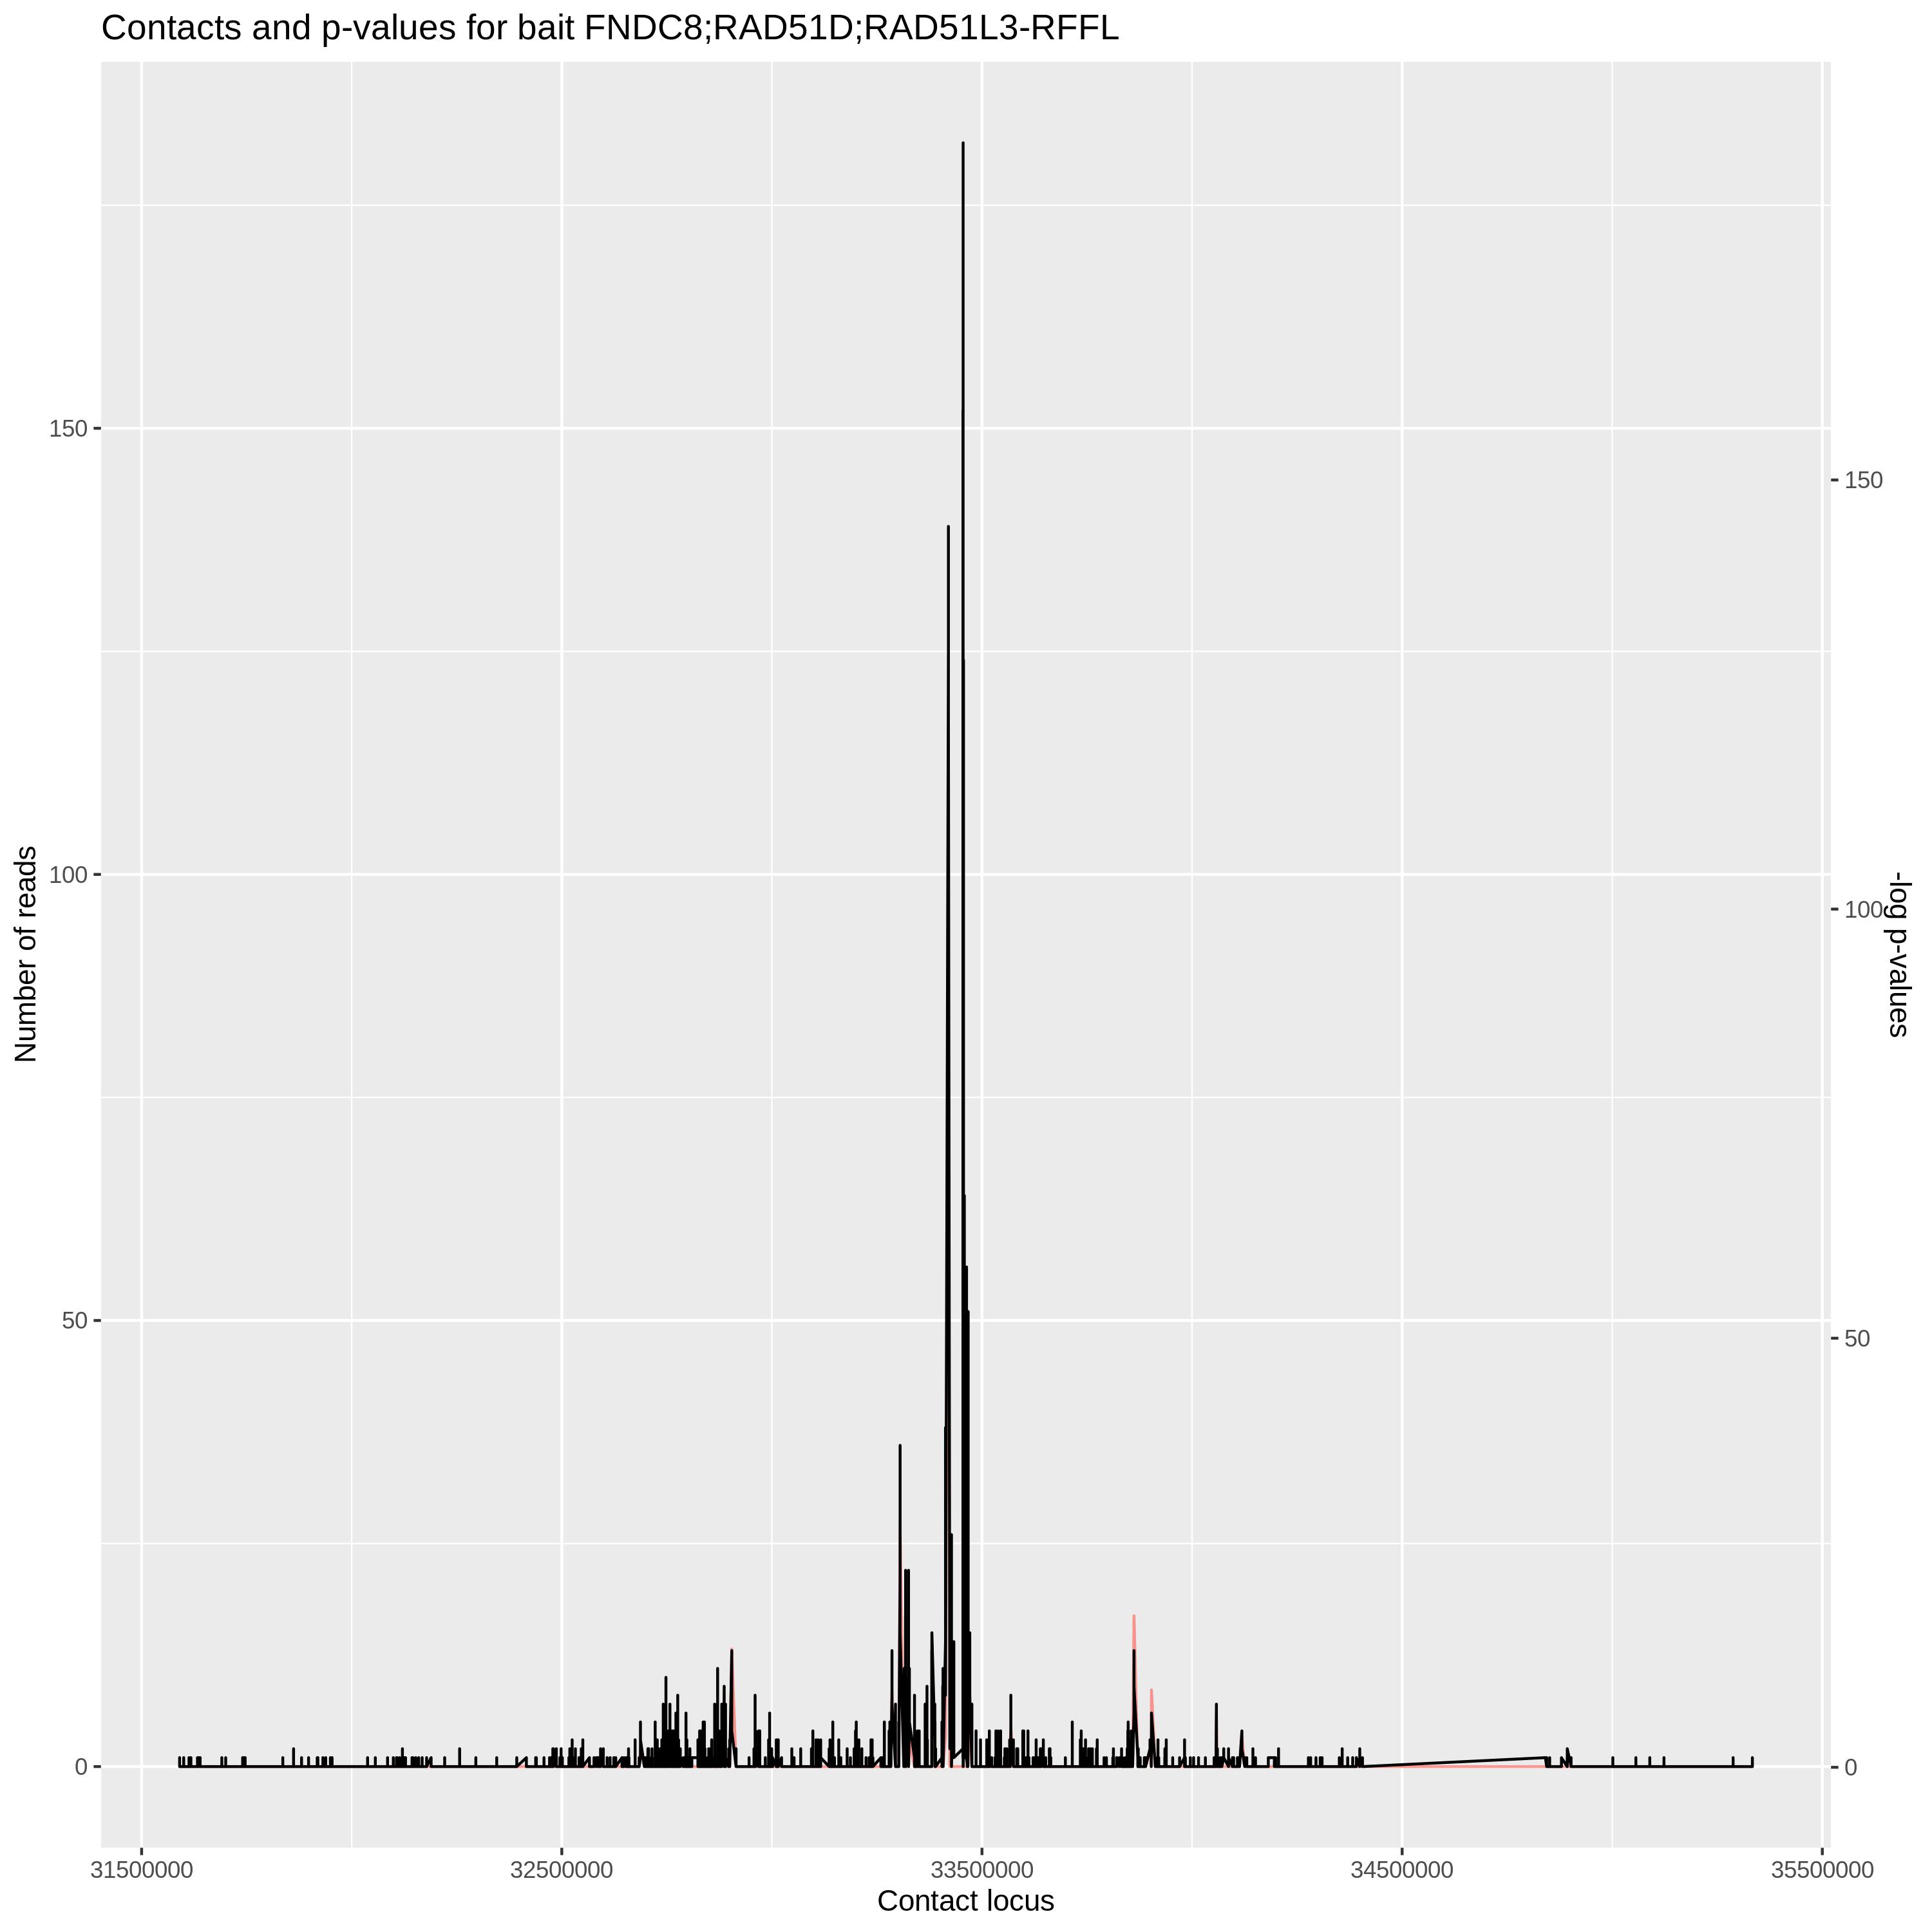 Contacts and p-values for bait FNDC8;RAD51D;RAD51L3-RFFL
150
100
50
0
Number of reads
150
100
50
0
-log p-values
31500000 32500000 33500000 34500000 35500000
Contact locus